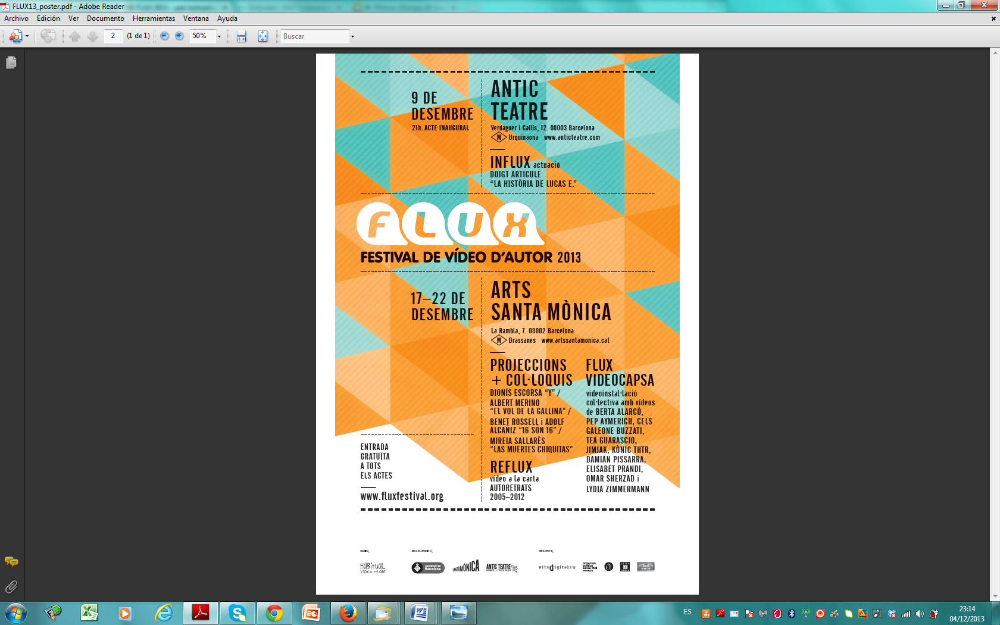 FLUX13_poster.pdf - Adobe Reader
Archivo Edición Ver Documento Herramientas Ventana Ayuda
2 (1 de 1) 50% Buscar
9 DE
DESEMBRE
21h. ACTE INAUGURAL
ANTIC
TEATRE
Verdaguer i Callís, 12. 08003 Barcelona
M Urquinaona www.anticteatre.com
INFLUX actuació
DOIGT ARTICULÉ
“LA HISTÒRIA DE LUCAS E.”
FLUX
FESTIVAL DE VÍDEO D’AUTOR 2013
17–22 DE
DESEMBRE
ARTS
SANTA MÒNICA
La Rambla, 7. 08002 Barcelona
M Drassanes www.artssantamonica.cat
PROJECCIONS
+ COL·LOQUIS
DIONÍS ESCORSA “Y” /
ALBERT MERINO
“EL VOL DE LA GALLINA” /
BENET ROSSELL i ADOLF
ALCAÑIZ “16 SÓN 16” /
MIREIA SALLARÈS
“LAS MUERTES CHIQUITAS”
REFLUX
vídeo a la carta
AUTORETRATS
2005–2012
FLUX
VIDEOCAPSA
videoinstal·lació
col·lectiva amb vídeos
de BERTA ALARCÓ,
PEP AYMERICH, CELS
GALEONE BUZZATI,
TEA GUARASCIO,
JIMJAK, KÒNIC THTR,
DAMIÁN PISSARRA,
ELISABET PRANDI,
OMAR SHERZAD i
LYDIA ZIMMERMANN
ENTRADA
GRATUÏTA
A TOTS
ELS ACTES
www.fluxfestival.org
HABITUAL
video team
Ajuntament de
Barcelona
SANTAMÒNICA
ANTIC TEATRE
nitsdigitals
ES
23:14
04/12/2013